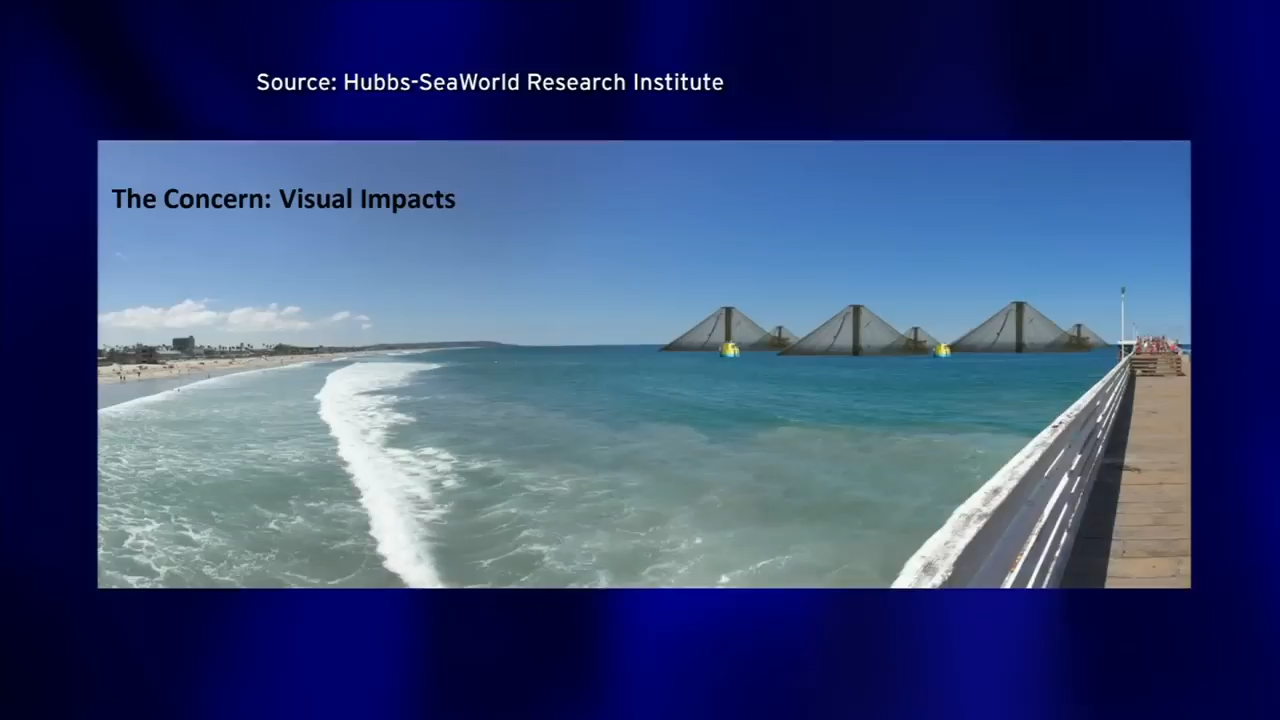 Source: Hubbs-SeaWorld Research Institute
The Concern: Visual Impacts